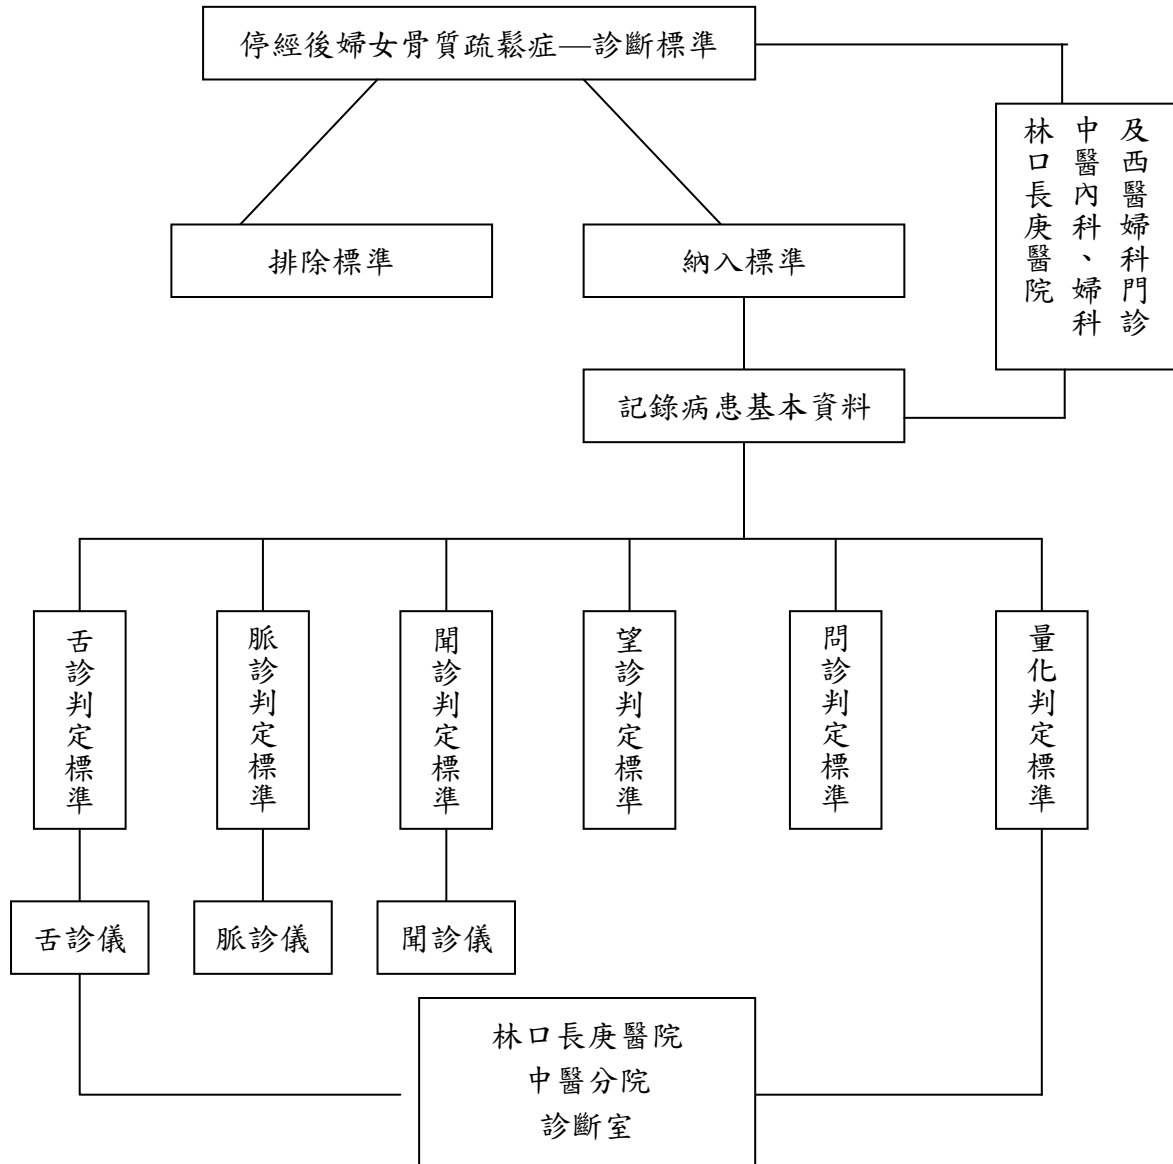 停經後婦女骨質疏鬆症—診斷標準
林口長庚醫院
中醫內科、婦科
及西醫婦科門診
排除標準
納入標準
記錄病患基本資料
舌診判定標準
脈診判定標準
聞診判定標準
望診判定標準
問診判定標準
量化判定標準
舌診儀
脈診儀
聞診儀
林口長庚醫院
中醫分院
診斷室